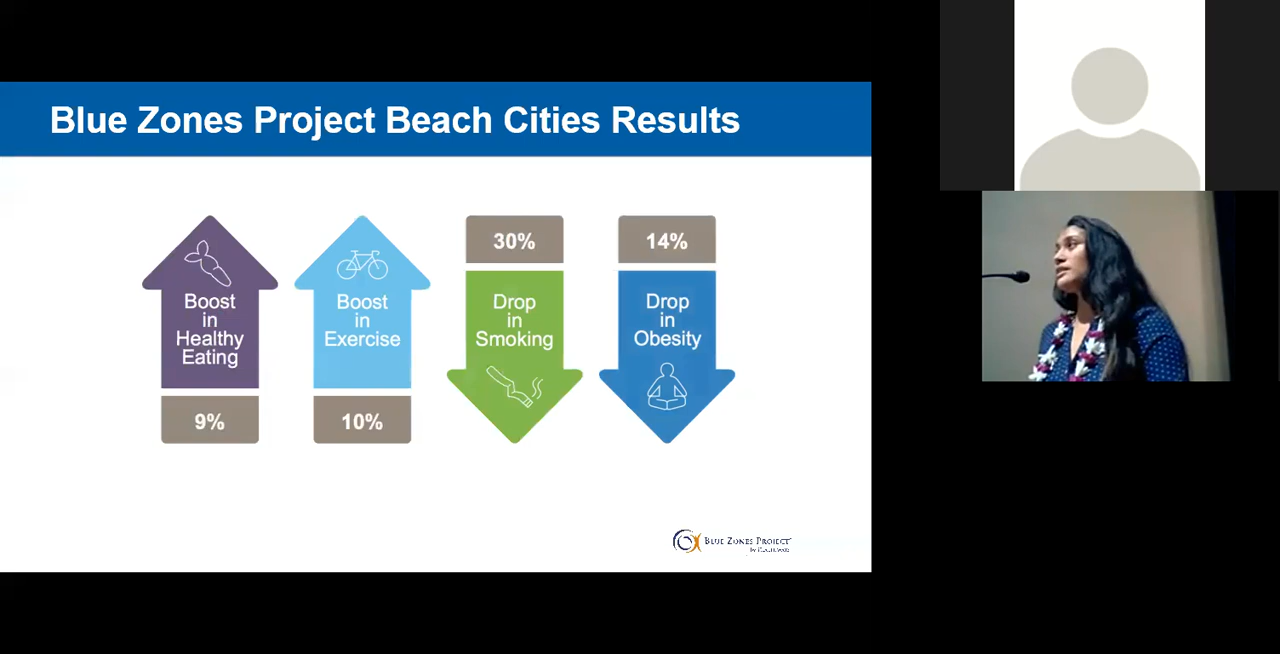 Blue Zones Project Beach Cities Results
Boost
in
Healthy
Eating
9%
Boost
in
Exercise
10%
30%
Drop
in
Smoking
14%
Drop
in
Obesity
BLUE ZONES PROJECT